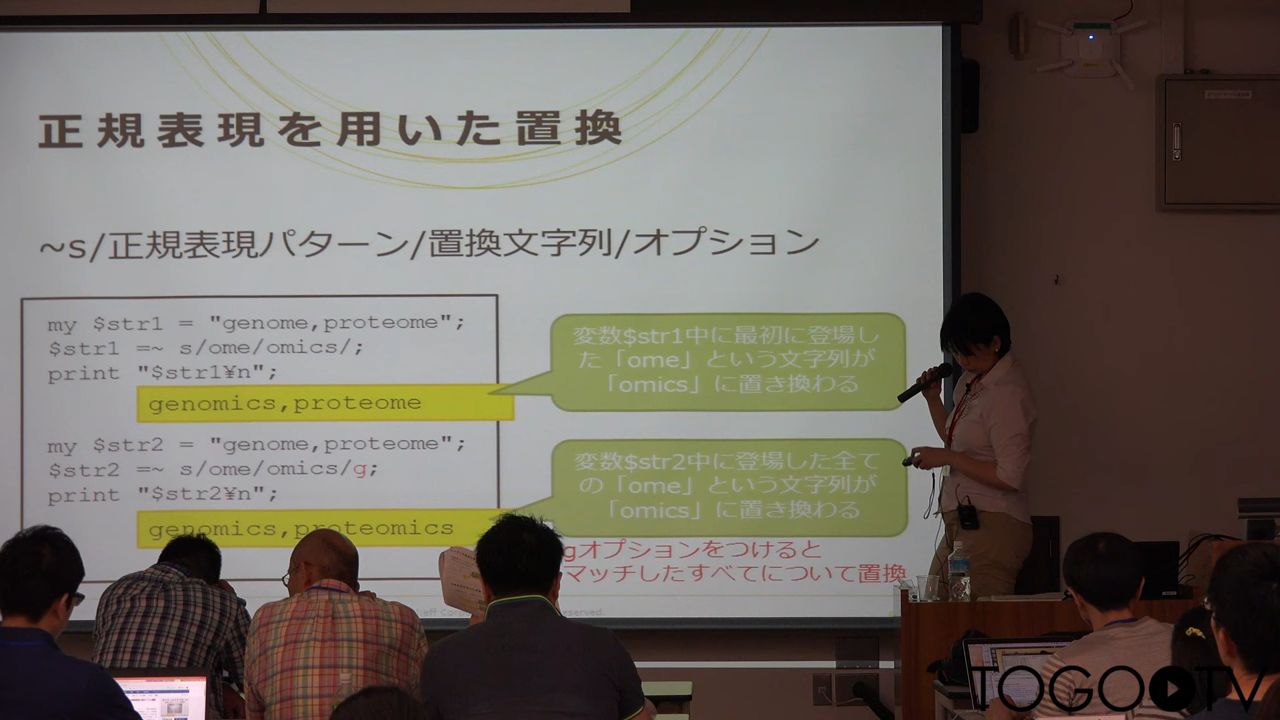 正規表現を用いた置換
~s/正規表現パターン/置換文字列/オプション
my $str1 = "genome,proteome";
$str1 =~ s/ome/omics/;
print "$str1¥n";
genomics,proteome
変数$str1中に最初に登場し
た「ome」という文字列が
「omics」に置き換わる
my $str2 = "genome,proteome";
$str2 =~ s/ome/omics/g;
print "$str2¥n";
genomics,proteomics
変数$str2中に登場した全て
の「ome」という文字列が
「omics」に置き換わる
gオプションをつけると
マッチしたすべてについて置換
TOGOTV